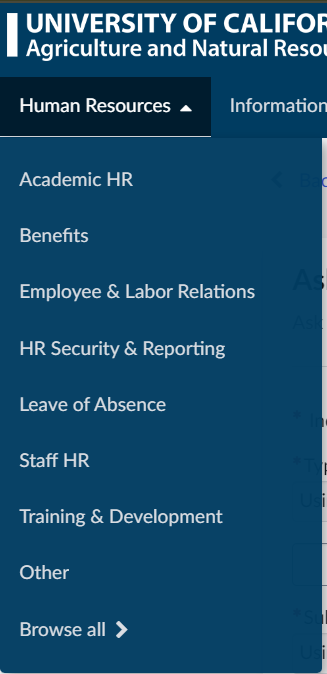 UNIVERSITY OF CALIFOR
Agriculture and Natural Resou
Human Resources
Information
Academic HR
Benefits
Employee & Labor Relations
HR Security & Reporting
Leave of Absence
Staff HR
Training & Development
Other
Browse all